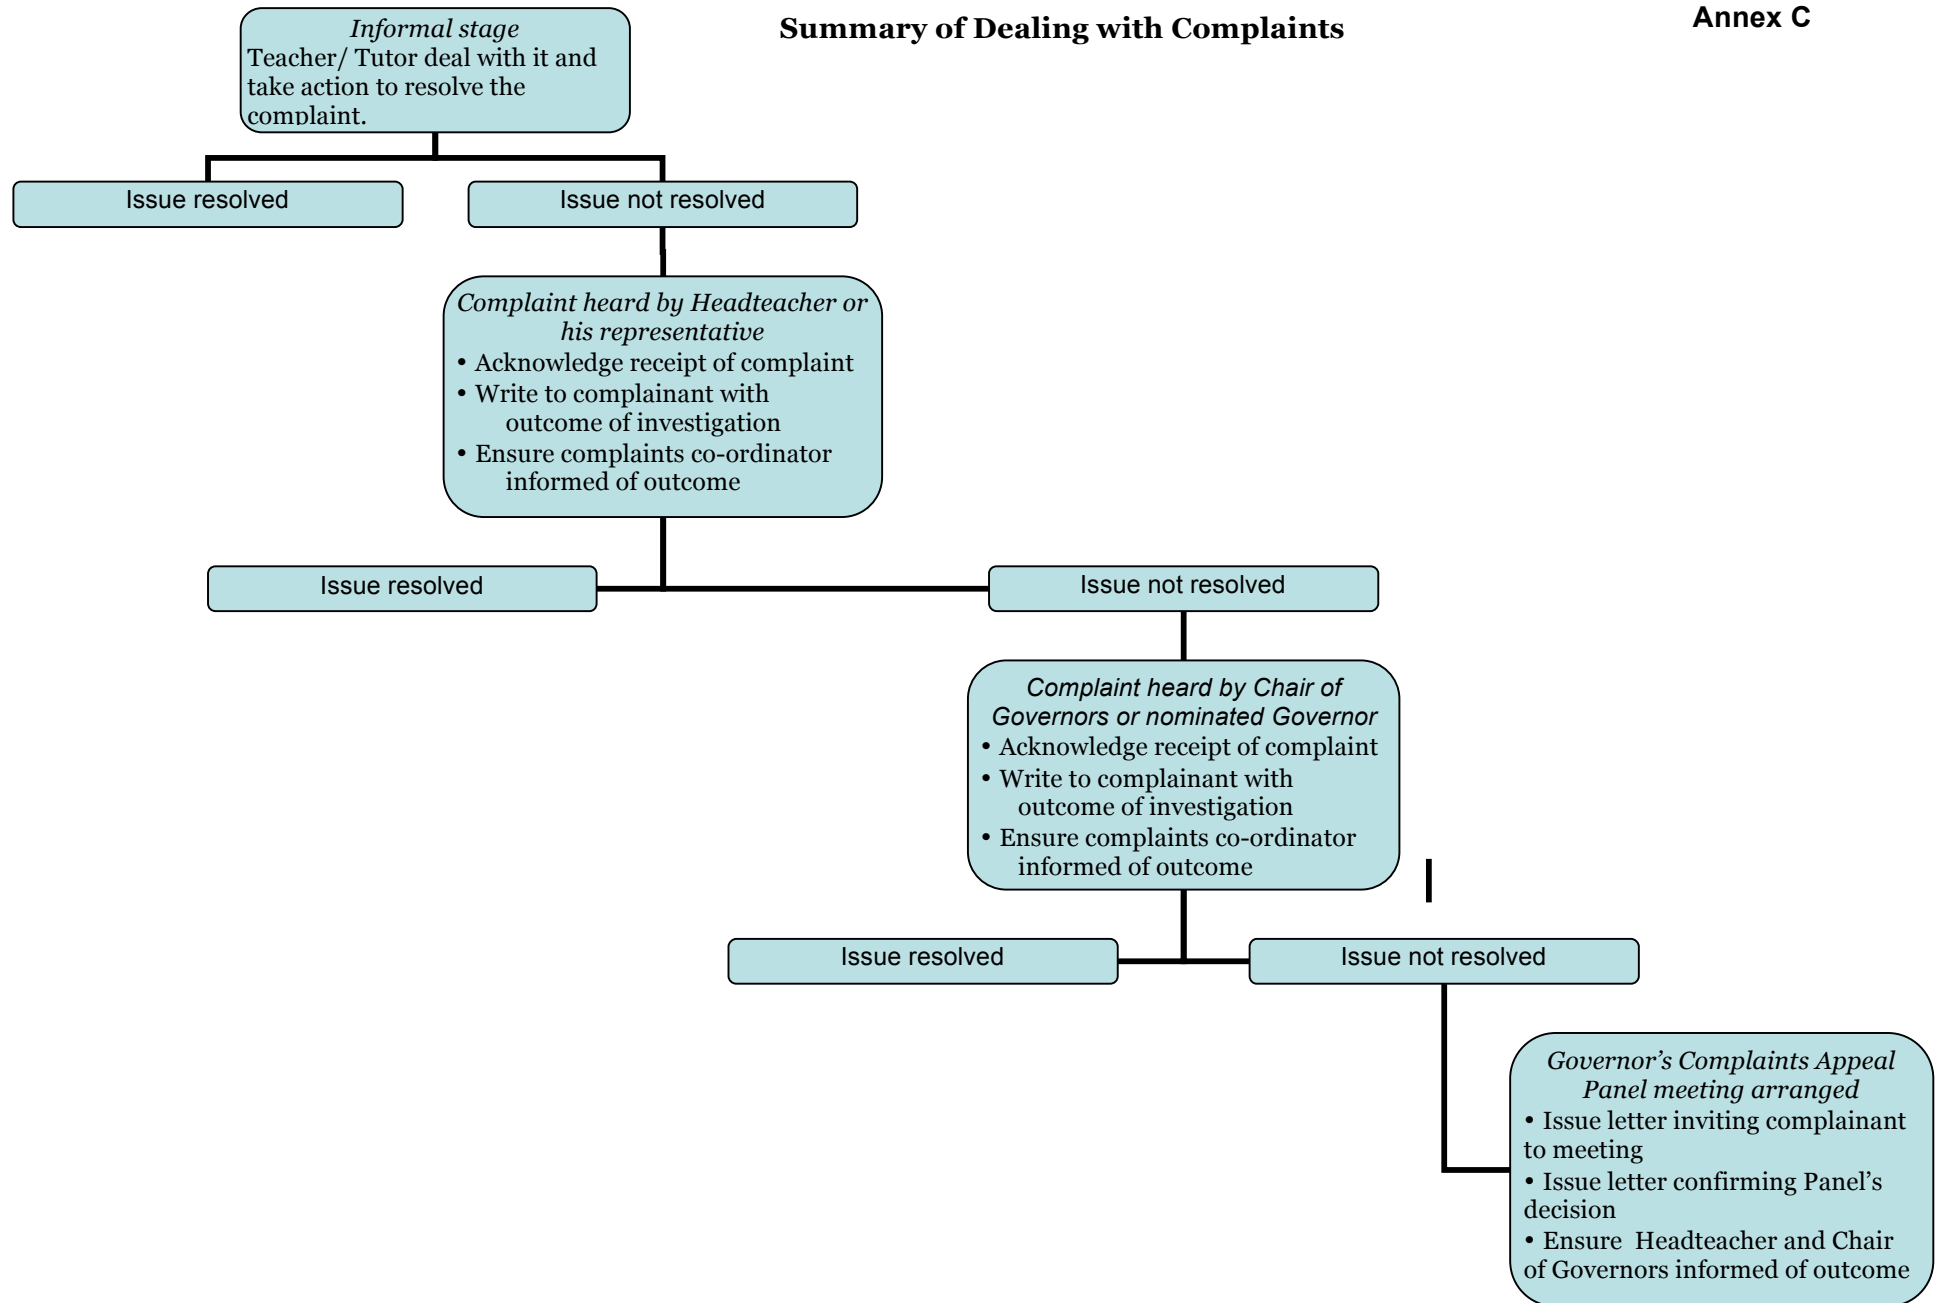 Summary of Dealing with Complaints
Annex C
Informal stage
Teacher/ Tutor deal with it and
take action to resolve the
complaint.
Issue resolved
Issue not resolved
Complaint heard by Headteacher or
his representative
• Acknowledge receipt of complaint
• Write to complainant with
outcome of investigation
• Ensure complaints co-ordinator
informed of outcome
Issue resolved
Issue not resolved
Complaint heard by Chair of
Governors or nominated Governor
• Acknowledge receipt of complaint
• Write to complainant with
outcome of investigation
• Ensure complaints co-ordinator
informed of outcome
Issue resolved
Issue not resolved
Governor’s Complaints Appeal
Panel meeting arranged
• Issue letter inviting complainant
to meeting
• Issue letter confirming Panel’s
decision
• Ensure  Headteacher and Chair
of Governors informed of outcome